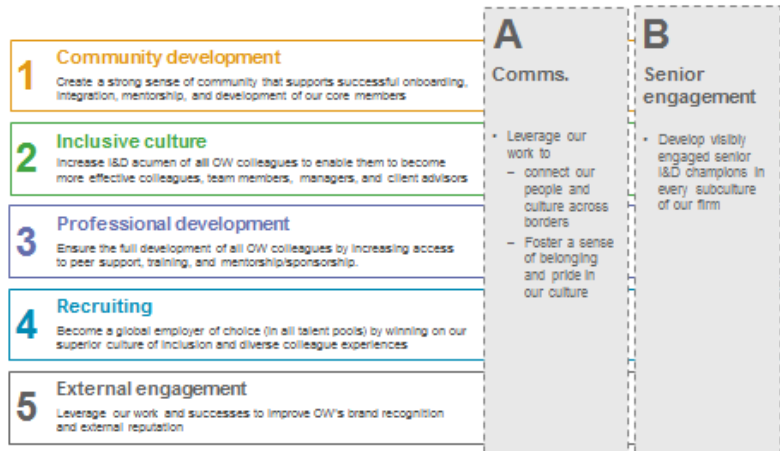 1
Community development
Create a strong sense of community that supports successful onboarding,
integration, mentorship, and development of our core members
2
Inclusive culture
Increase I&D acumen of all OW colleagues to enable them to become
more effective colleagues, team members, managers, and client advisors
3
Professional development
Ensure the full development of all OW colleagues by increasing access
to peer support, training, and mentorship/sponsorship.
4
Recruiting
Become a global employer of choice (in all talent pools) by winning on our
superior culture of inclusion and diverse colleague experiences
5
External engagement
Leverage our work and successes to improve OW's brand recognition
and external reputation
A
Comms.
• Leverage our
work to
– connect our
people and
culture across
borders
– Foster a sense
of belonging
and pride in
our culture
B
Senior
engagement
• Develop visibly
engaged senior
I&D champions in
every subculture
of our firm